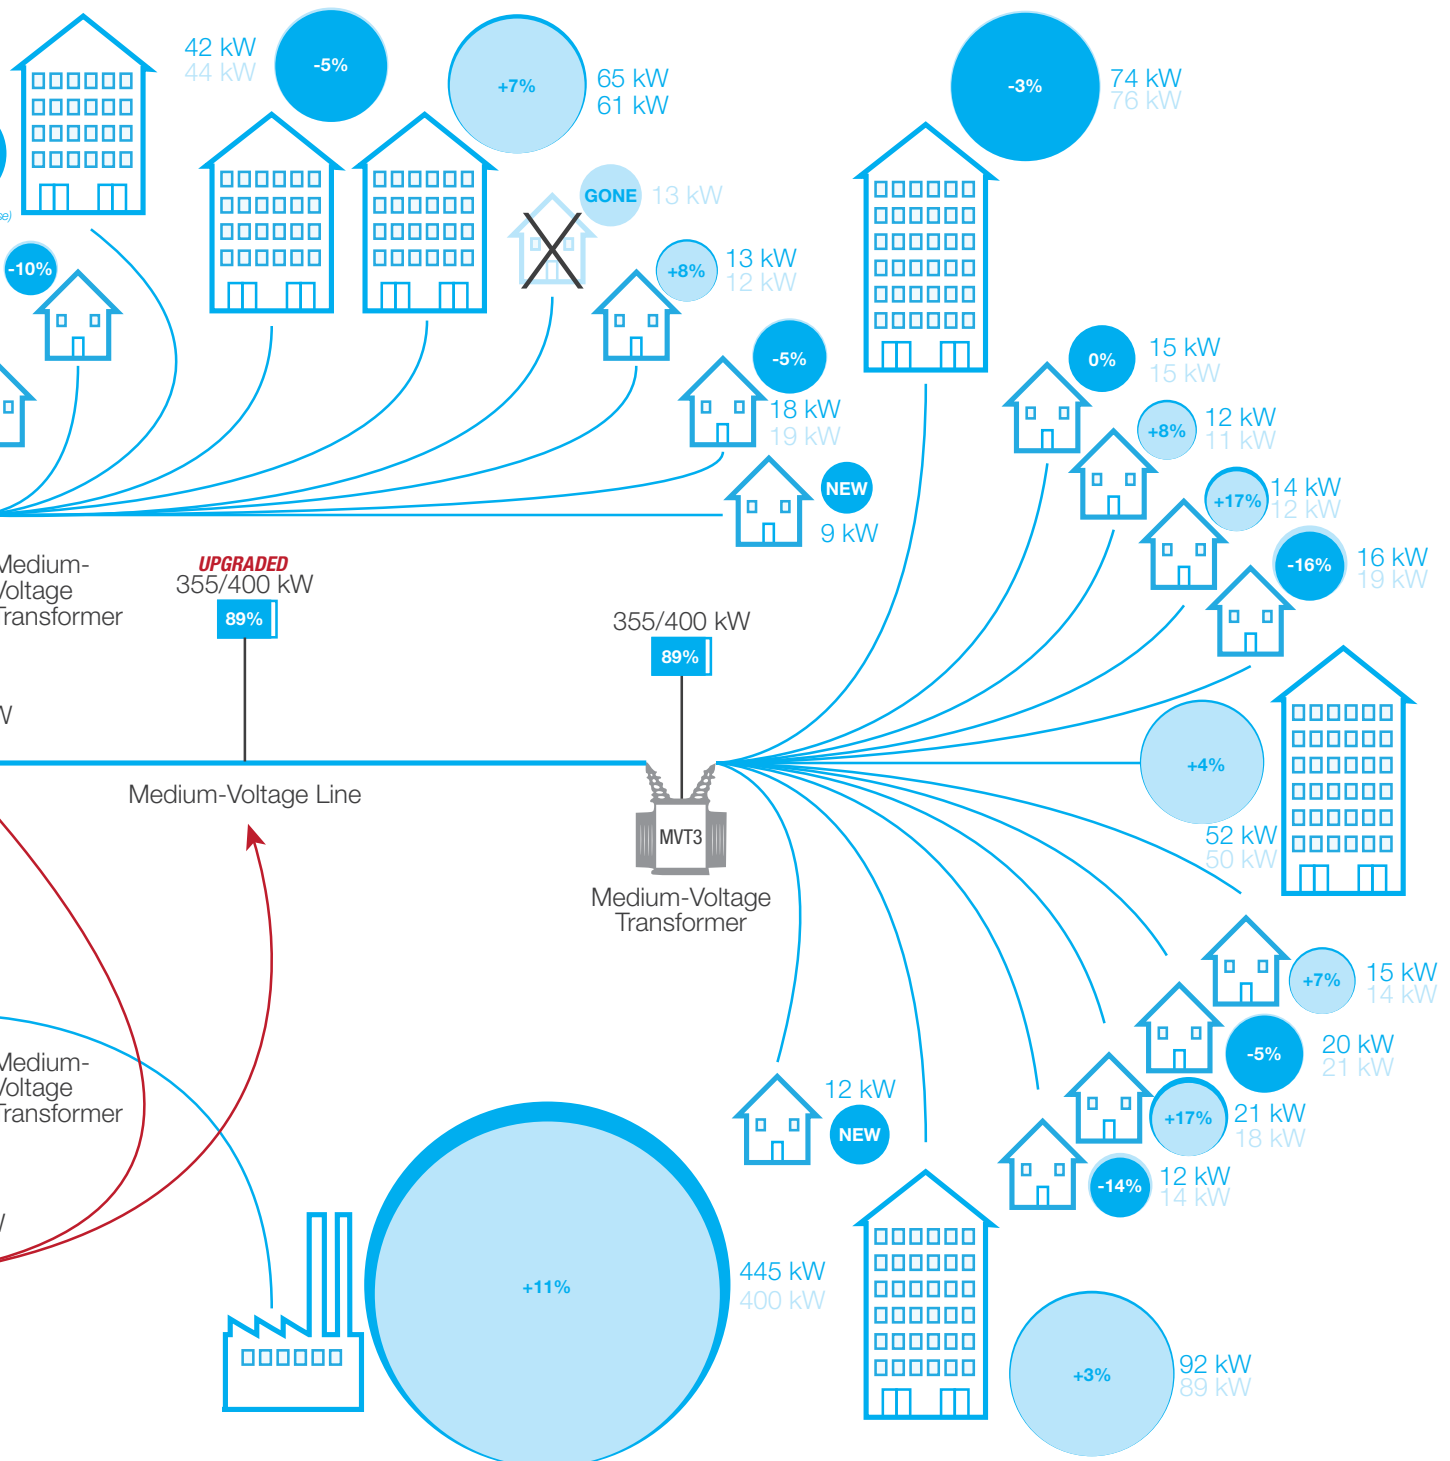 42 kW
44 kW
-5%
+7%
65 kW
61 kW
-3%
74 kW
76 kW
GONE
13 kW
-10%
+8%
13 kW
12 kW
-5%
18 kW
19 kW
NEW
9 kW
0%
15 kW
15 kW
+8%
12 kW
11 kW
+17%
14 kW
12 kW
-16%
16 kW
19 kW
Medium-
Voltage
Transformer
UPGRADED
355/400 kW
89%
355/400 kW
89%
Medium-Voltage Line
MVT3
Medium-Voltage
Transformer
+4%
52 kW
50 kW
+7%
15 kW
14 kW
-5%
20 kW
21 kW
+17%
21 kW
18 kW
-14%
12 kW
14 kW
Medium-
Voltage
Transformer
12 kW
NEW
+11%
445 kW
400 kW
+3%
92 kW
89 kW